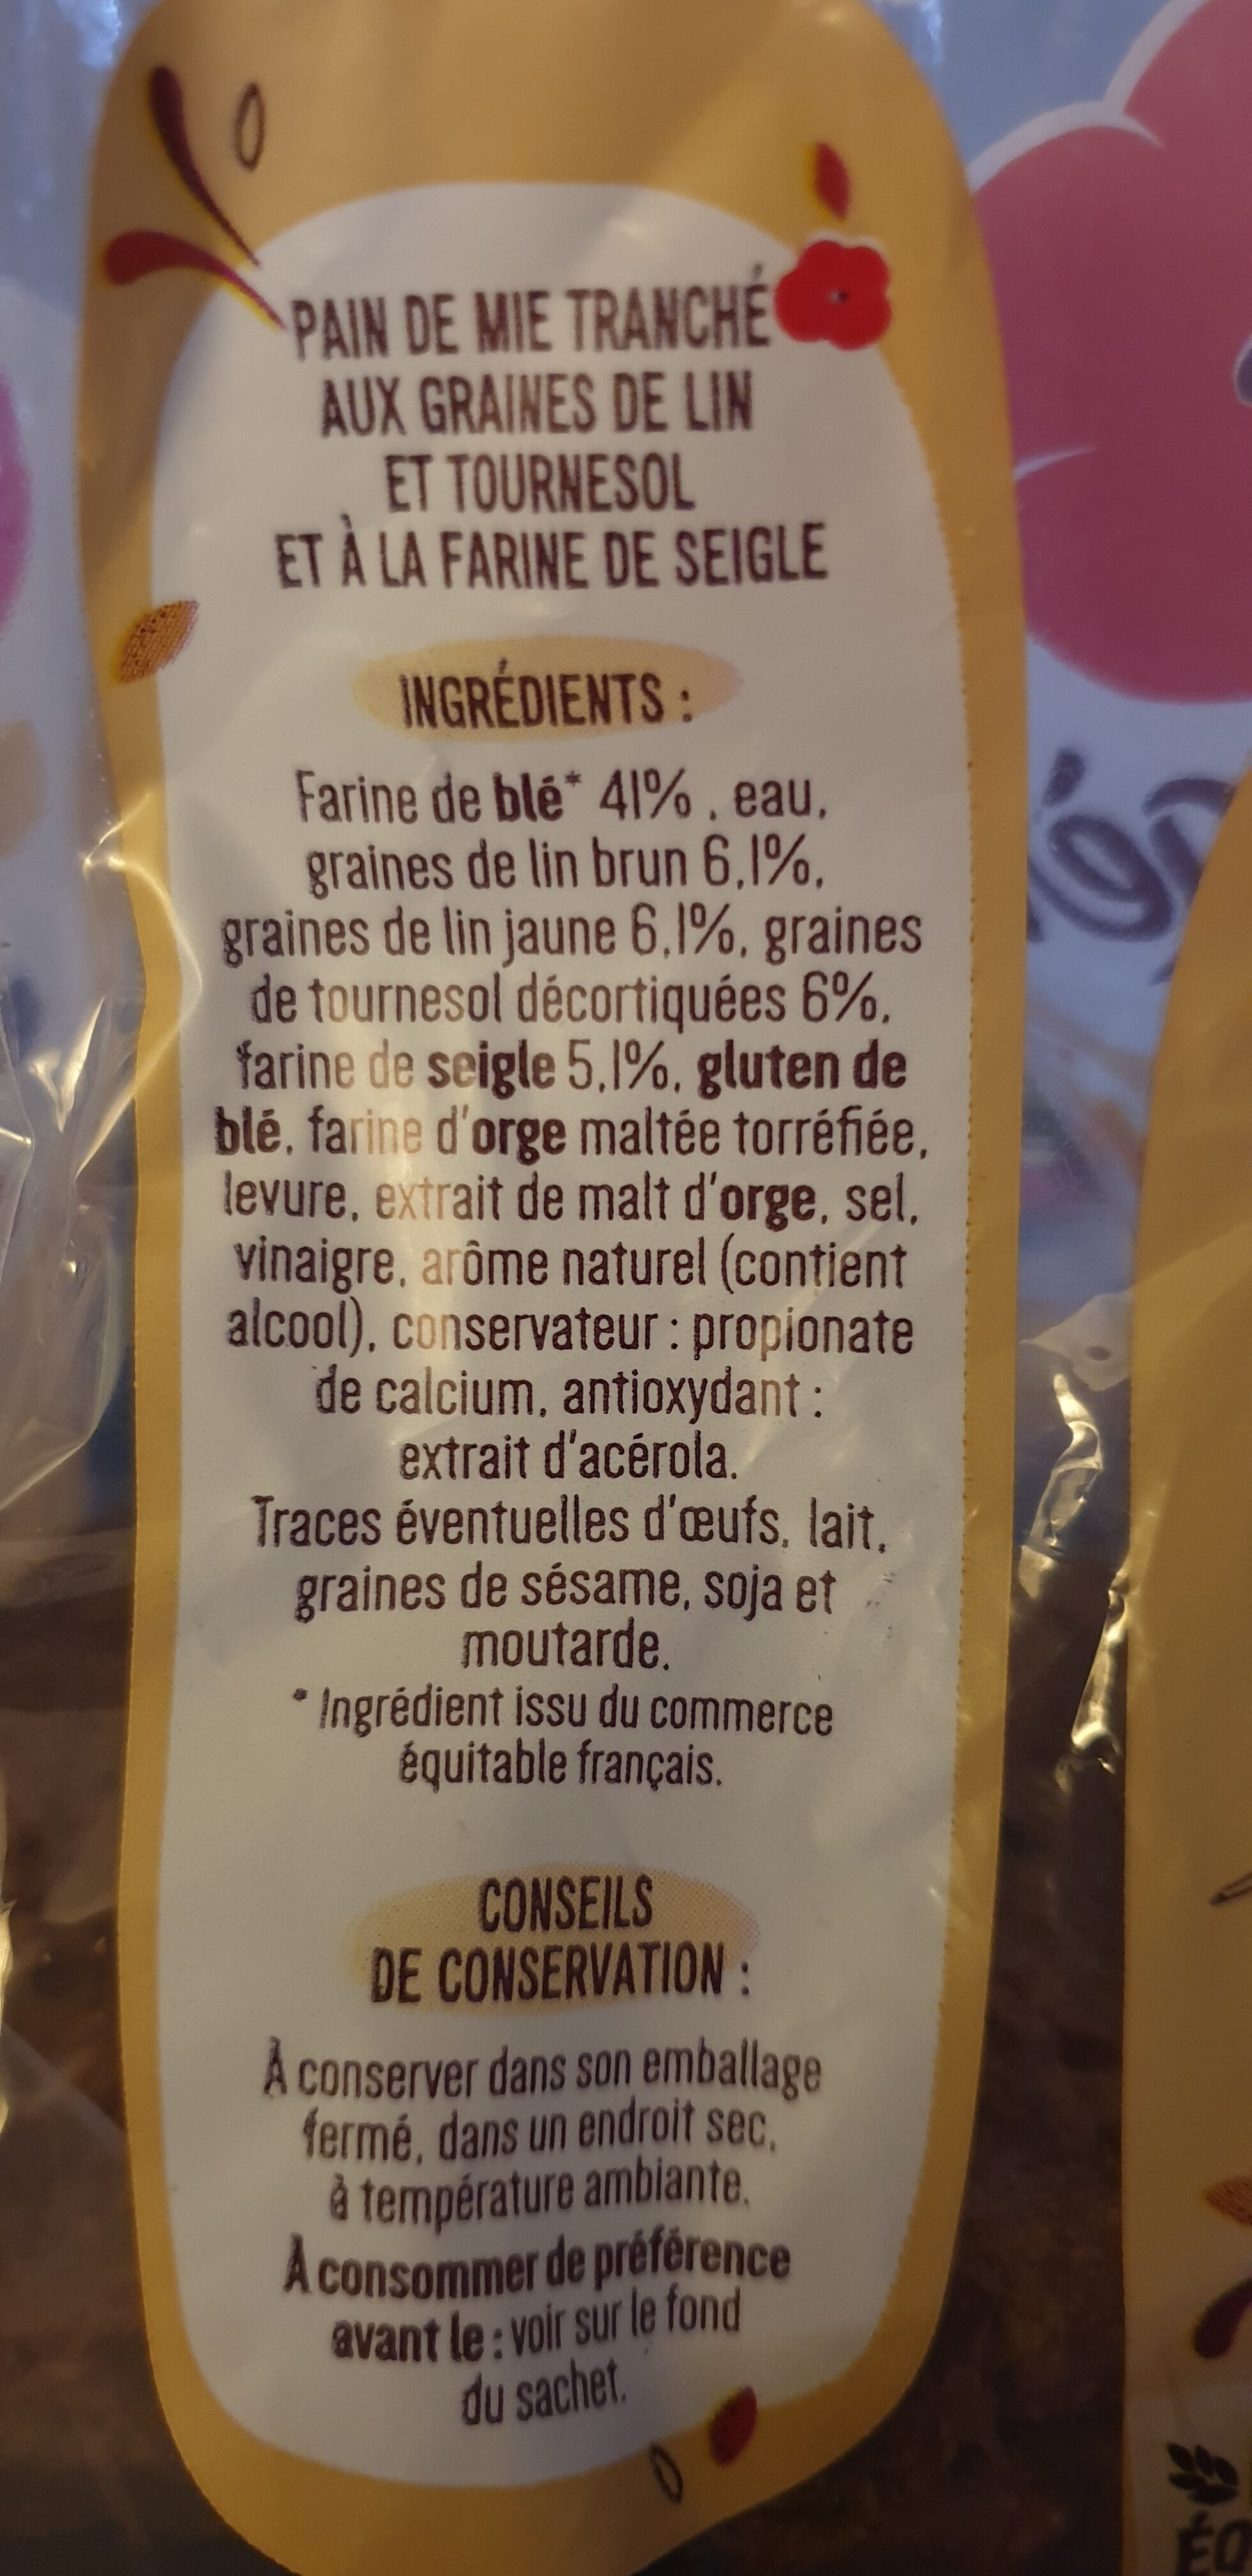 PAIN DE MIE TRANCHÉ
AUX GRAINES DE LIN
ET TOURNESOL
ET À LA FARINE DE SEIGLE
INGRÉDIENTS :
Farine de blé* 41% , eau,
graines de lin brun 6,1%,
graines de lin jaune 6,1%, graines
de tournesol décortiquées 6%,
farine de seigle 5,1%, gluten de
blé, farine d'orge maltée torréfiée,
levure, extrait de malt d'orge, sel,
vinaigre, arôme naturel (contient
alcool), conservateur : propionate
de calcium, antioxydant :
extrait d'acérola.
Traces éventuelles d'œufs, lait,
graines de sésame, soja et
moutarde.
* Ingrédient issu du commerce
équitable français.
CONSEILS
DE CONSERVATION :
À conserver dans son emballage
fermé, dans un endroit sec,
à température ambiante.
À consommer de préférence
avant le : voir sur le fond
du sachet.